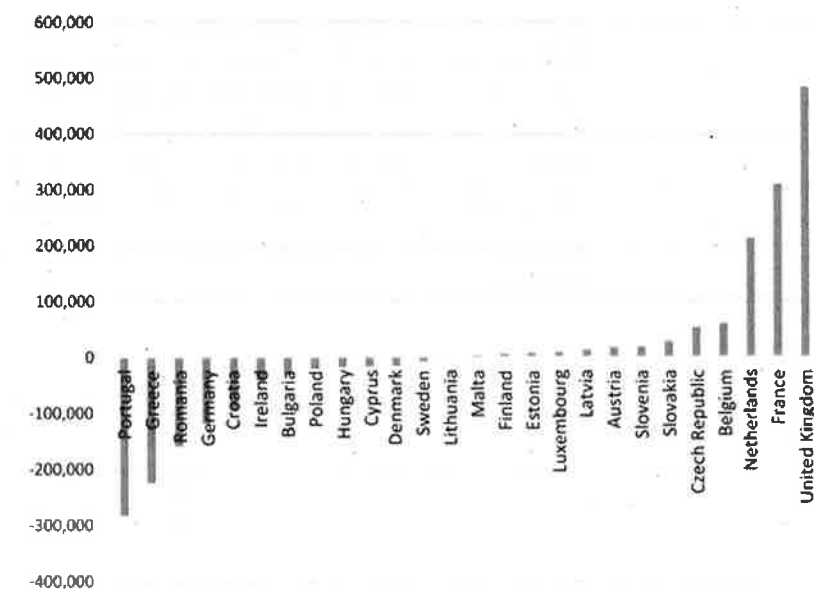 600,000
500,000
400,000
300,000
200,000
100,000
0
-100,000
-200,000
-300,000
-400,000
Portugal
Greece
Romania
Germany
Croatia
Ireland
Bulgaria
Poland
Hungary
Cyprus
Denmark
Sweden
Lithuania
Malta
Finland
Estonia
Luxembourg
Latvia
Austria
Slovenia
Slovakia
Czech Republic
Belgium
Netherlands
France
United Kingdom